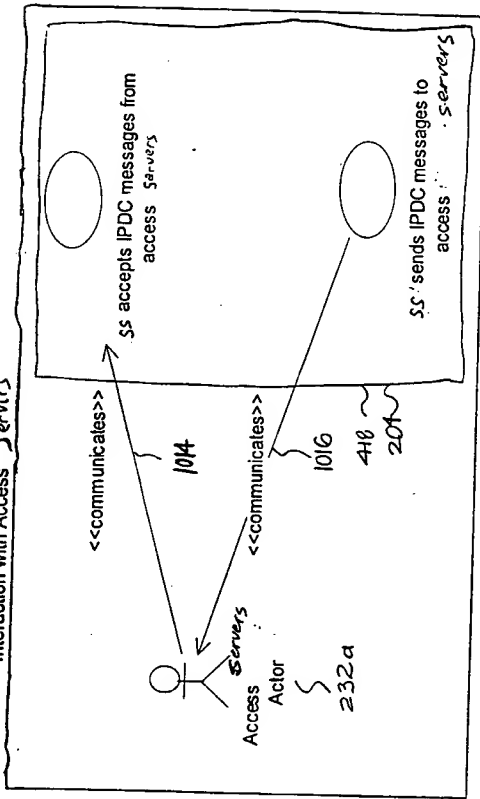 Interaction with Access Servers
SS accepts IPDC messages from
access servers
<<communicates>>
1014
<<communicates>>
1016
418
204
servers
Access
Actor
232a
SS sends IPDC messages to
access servers